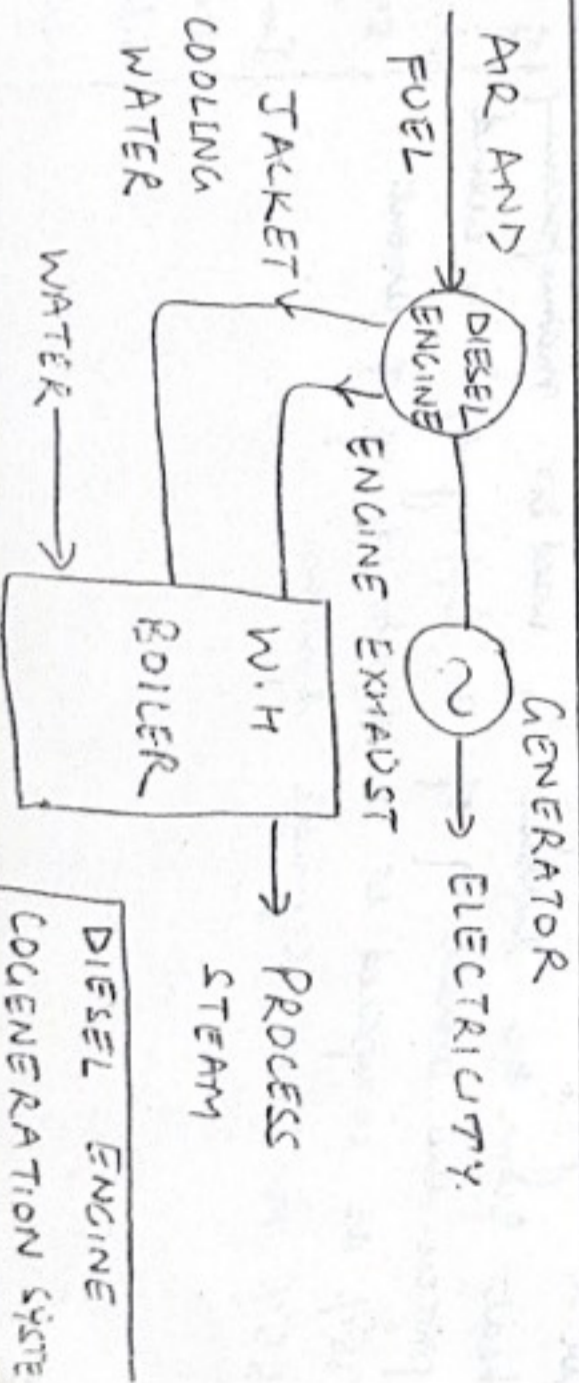 AIR AND
FUEL
DIESEL
ENGINE
GENERATOR
ELECTRICITY.
JACKET
COOLING
WATER
ENGINE EXHAUST
WATER
W.H
BOILER
PROCESS
STEAM
DIESEL ENGINE
COGENERATION SYSTE